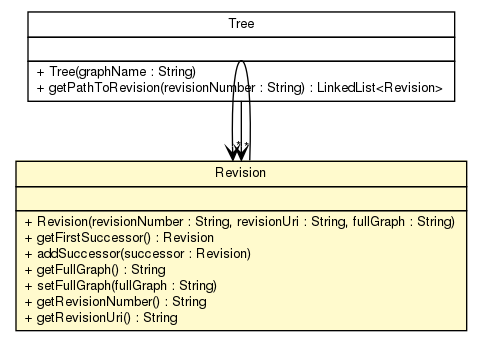 Tree
+ Tree(graphName : String)
+ getPathToRevision(revisionNumber : String) : LinkedList<Revision>
* *
Revision
+ Revision(revisionNumber : String, revisionUri : String, fullGraph : String)
+ getFirstSuccessor() : Revision
+ addSuccessor(successor : Revision)
+ getFullGraph() : String
+ setFullGraph(fullGraph : String)
+ getRevisionNumber() : String
+ getRevisionUri() : String